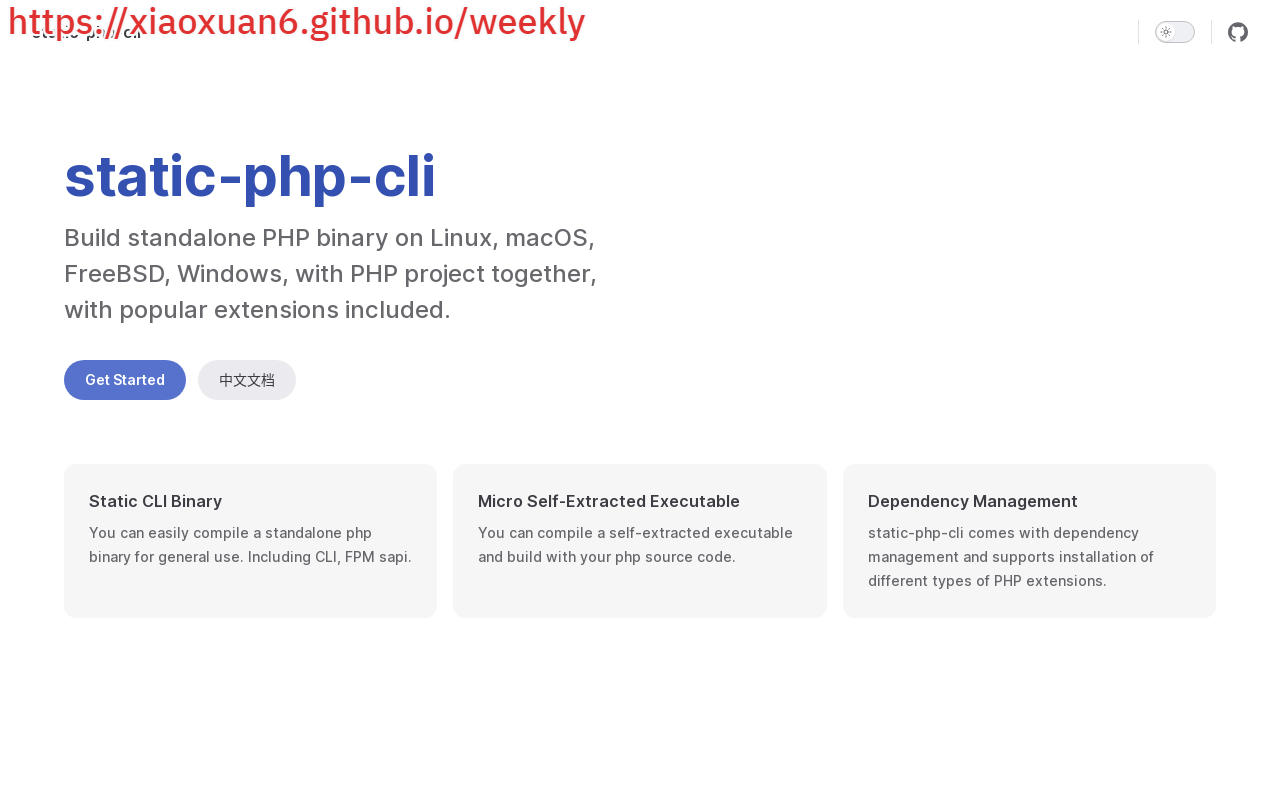 https://xiaoxuan6.github.io/weekly
static-php-cli
Build standalone PHP binary on Linux, macOS,
FreeBSD, Windows, with PHP project together,
with popular extensions included.
Get Started
中文文档
Static CLI Binary
You can easily compile a standalone php
binary for general use. Including CLI, FPM sapi.
Micro Self-Extracted Executable
You can compile a self-extracted executable
and build with your php source code.
Dependency Management
static-php-cli comes with dependency
management and supports installation of
different types of PHP extensions.